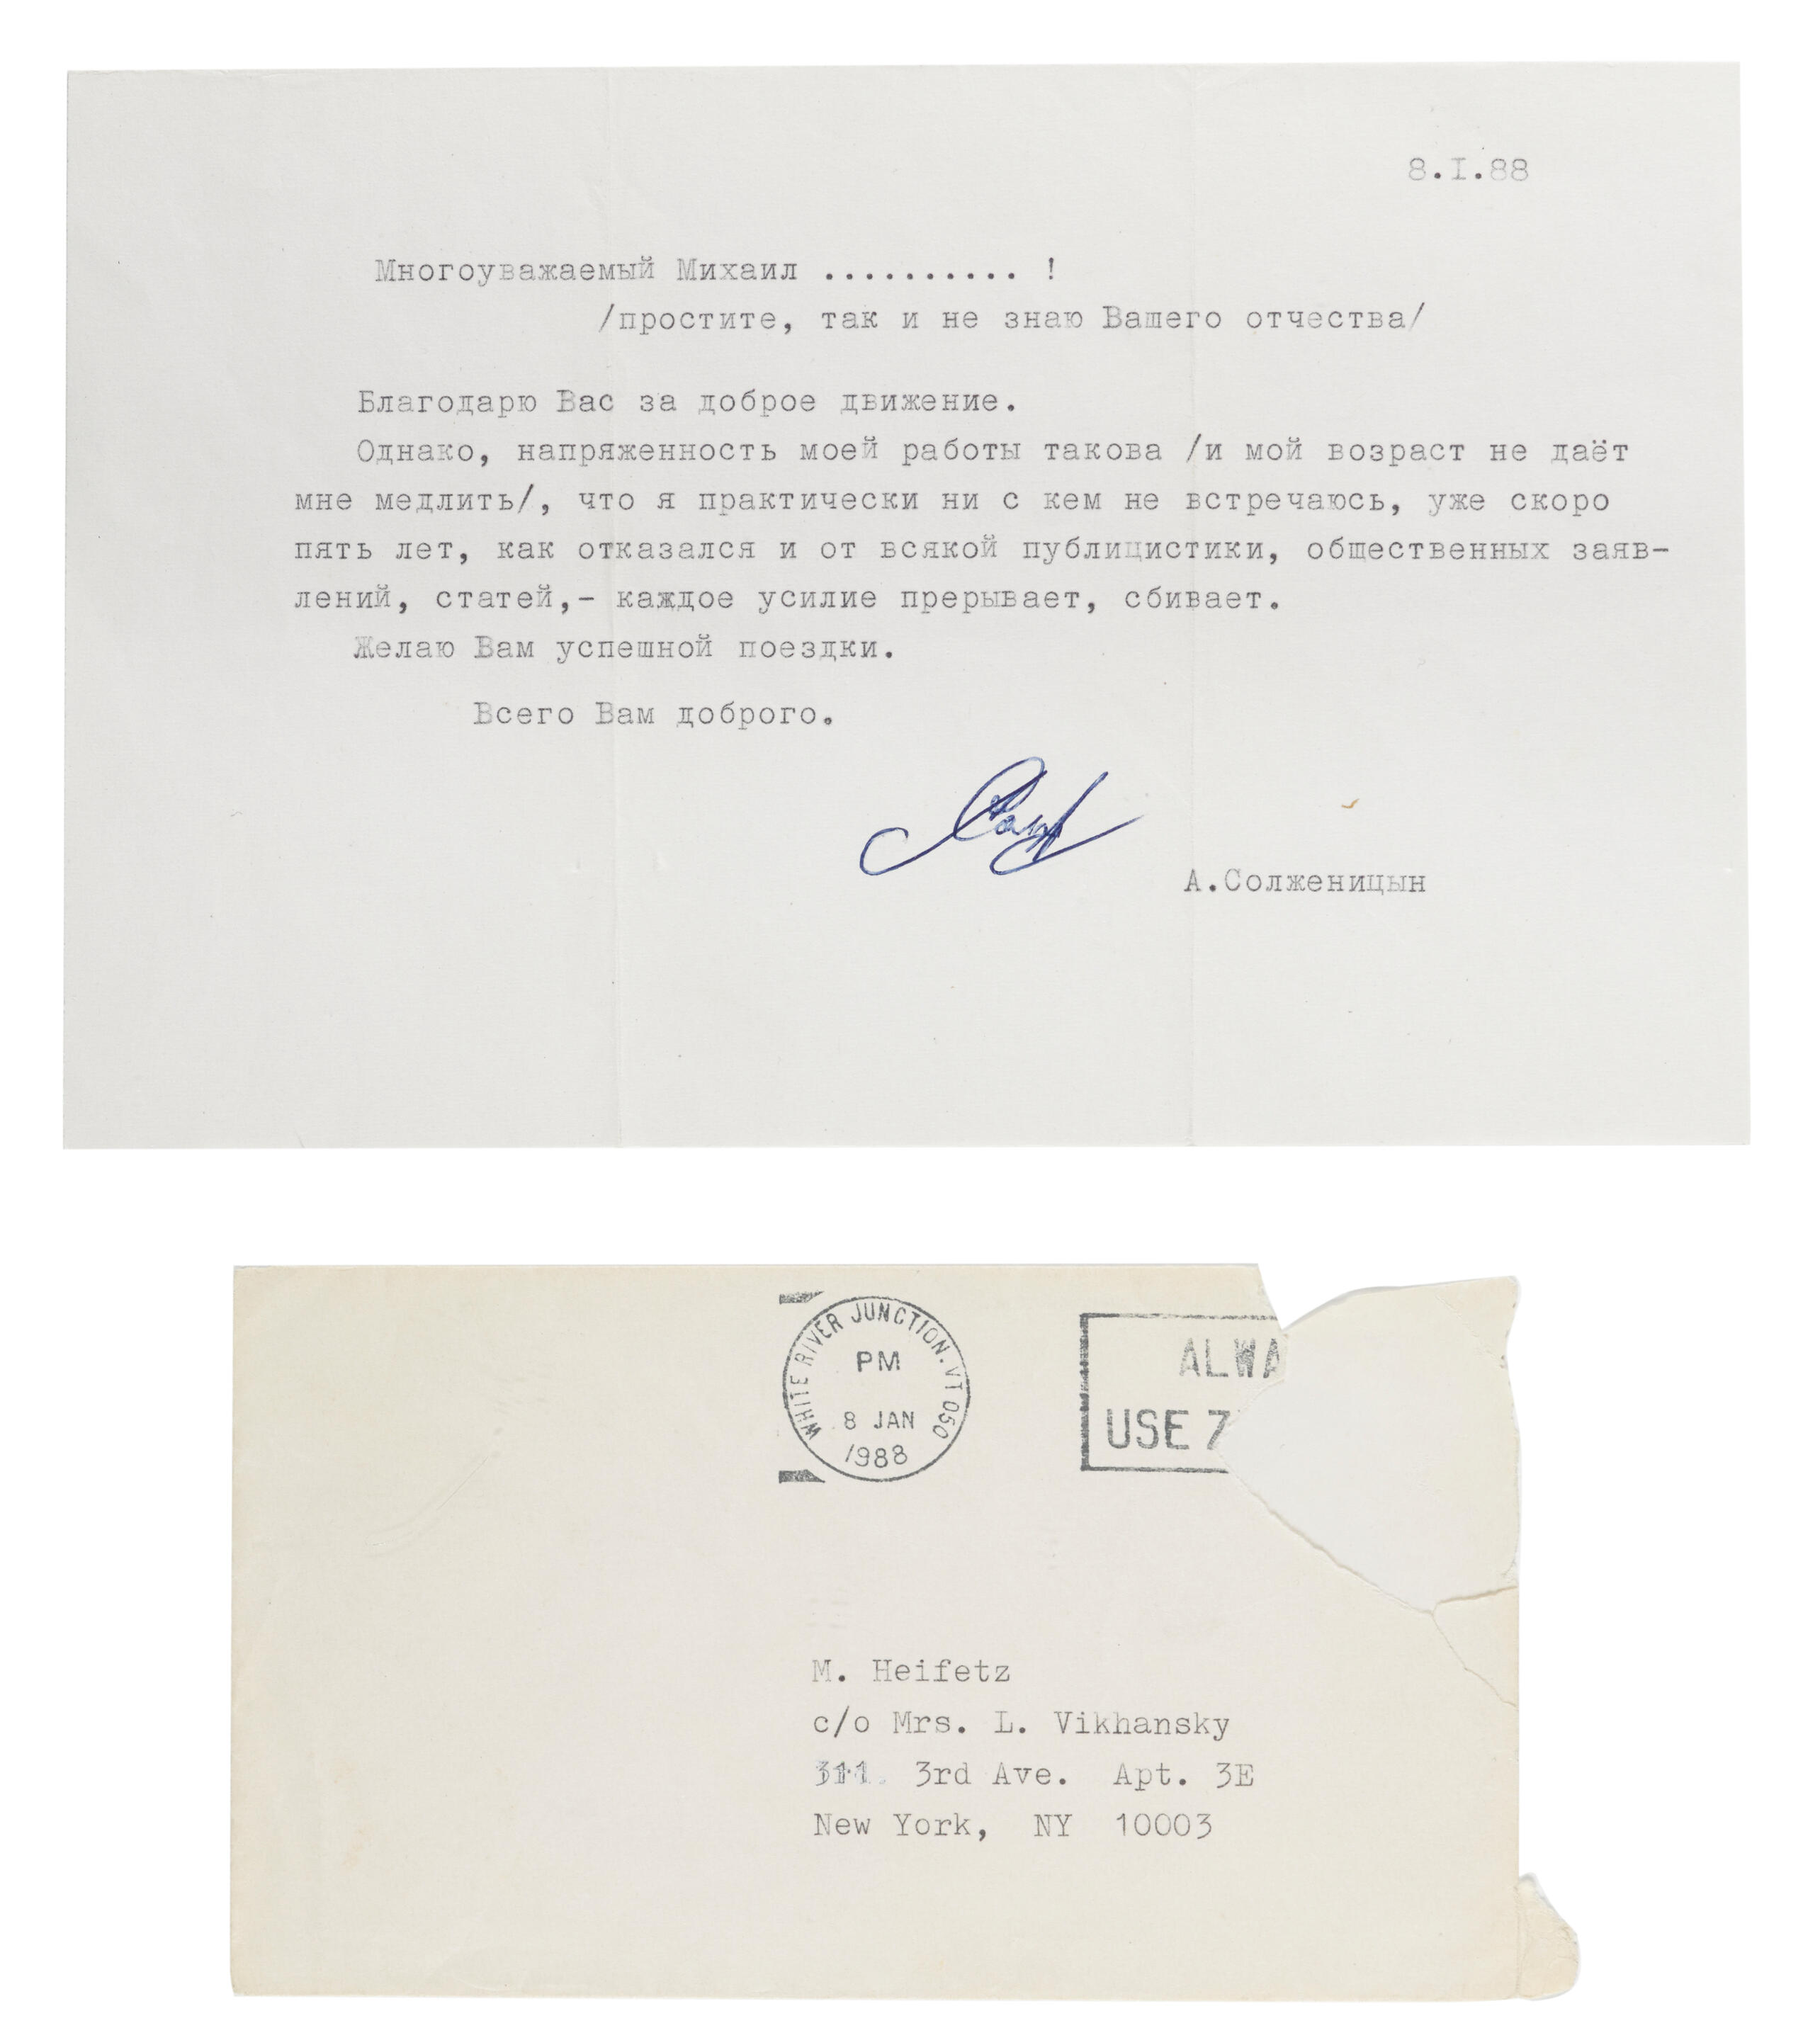 8.I.88
Многоуважаемый Михаил .......... !
/простите, так и не знаю Вашего отчества/
Благодарю Вас за доброе движение.
Однако, напряженность моей работы такова /и мой возраст не даёт
мне медлить/, что я практически ни с кем не встречаюсь, уже скоро
пять лет, как отказался и от всякой публицистики, общественных заяв-
лений, статей,- каждое усилие прерывает, сбивает.
Желаю Вам успешной поездки.
Всего Вам доброго.
А.Солженицын
WHITE RIVER JUNCTION. VT 050
PM
8 JAN
1988
ALWA
USE Z
M. Heifetz
c/o Mrs. L. Vikhansky
311. 3rd Ave. Apt. 3E
New York, NY 10003